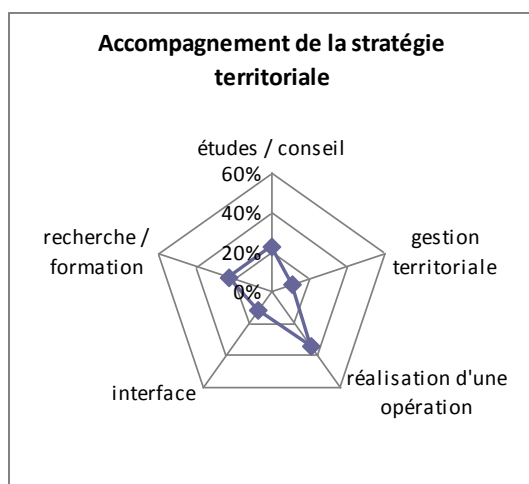 Accompagnement de la stratégie
territoriale
études / conseil
60%
40%
20%
0%
gestion
territoriale
réalisation d'une
opération
interface
recherche /
formation